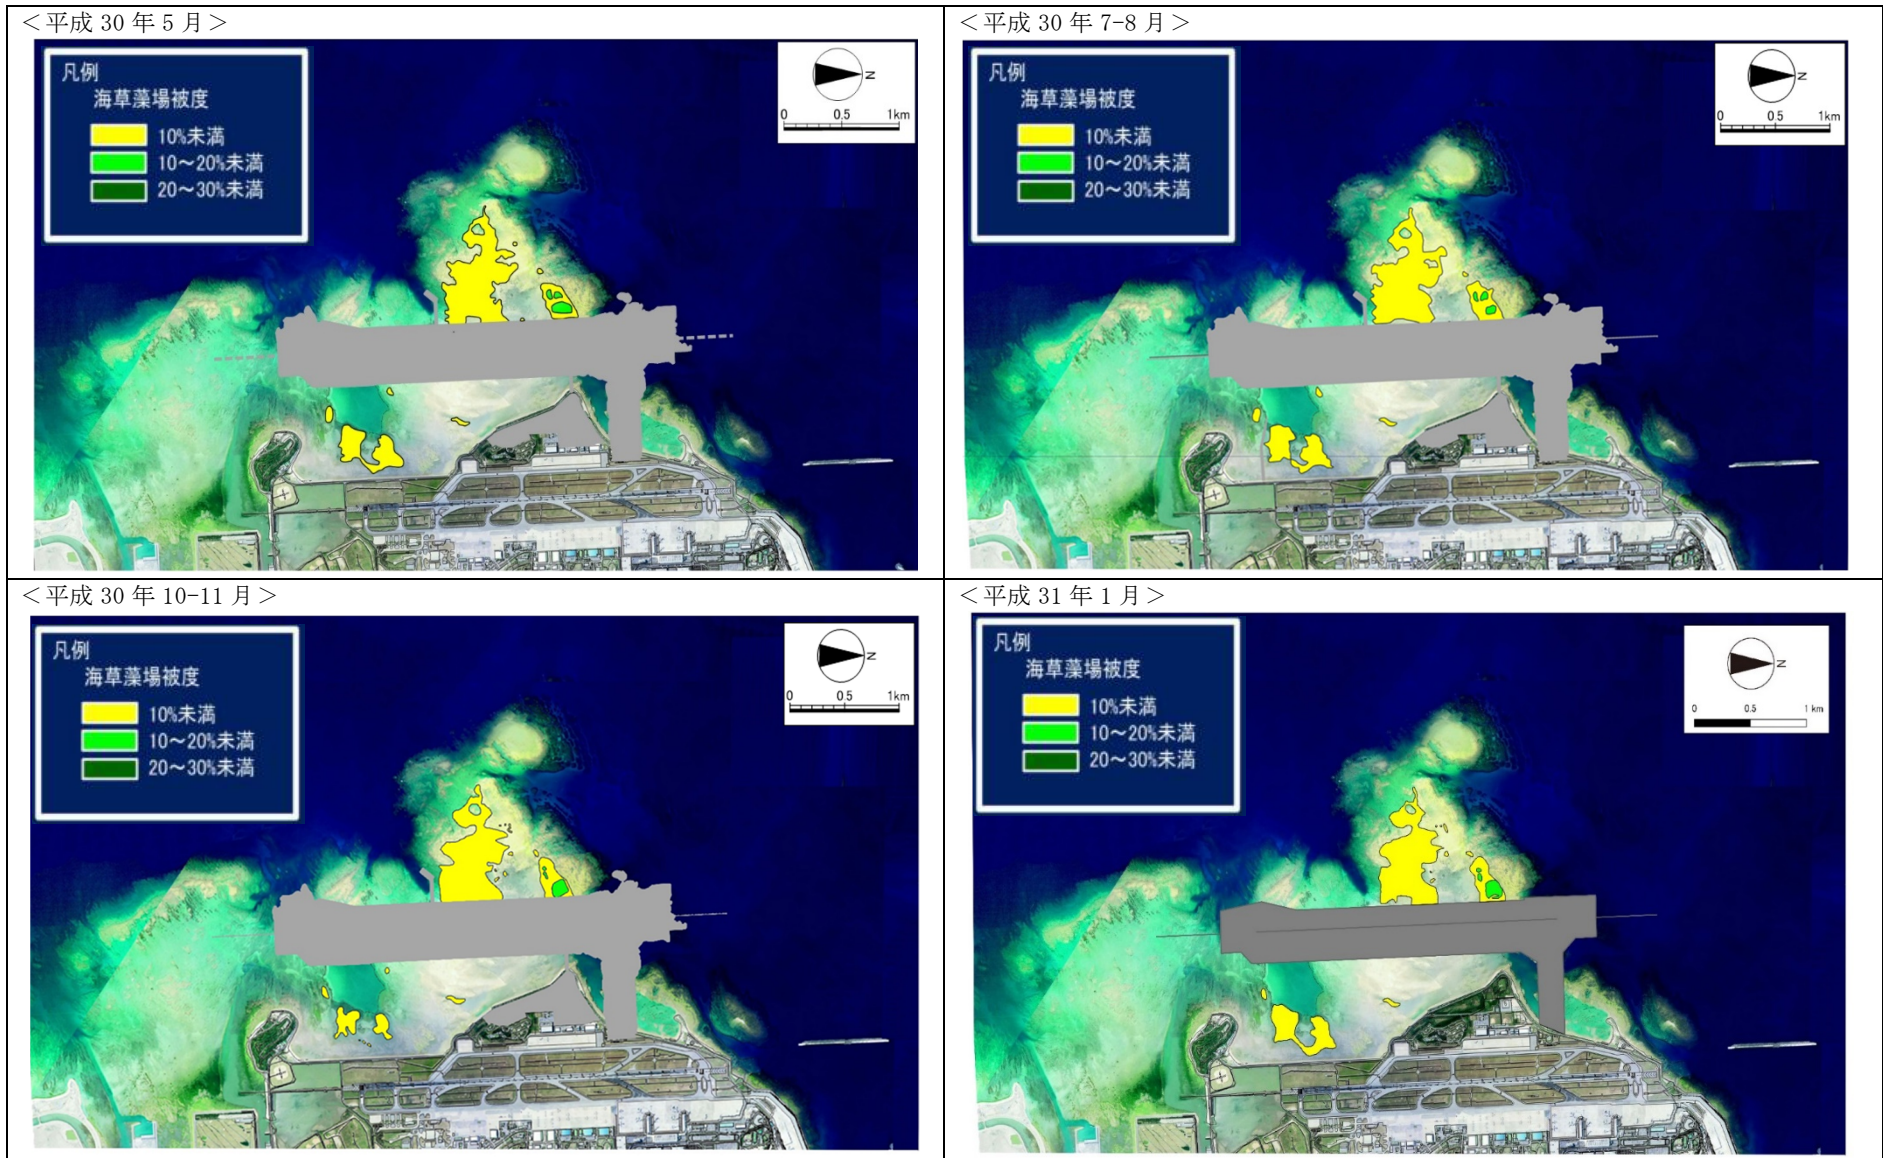 ＜平成 30 年 5 月＞
凡例
海草藻場被度
10%未満
10～20%未満
20～30%未満
N
0 0.5 1km
＜平成 30 年 7-8 月＞
凡例
海草藻場被度
10%未満
10～20%未満
20～30%未満
N
0 0.5 1km
＜平成 30 年 10-11 月＞
凡例
海草藻場被度
10%未満
10～20%未満
20～30%未満
N
0 0 5 1km
＜平成 31 年 1 月＞
凡例
海草藻場被度
10%未満
10～20%未満
20～30%未満
N
0 0.5 1 km